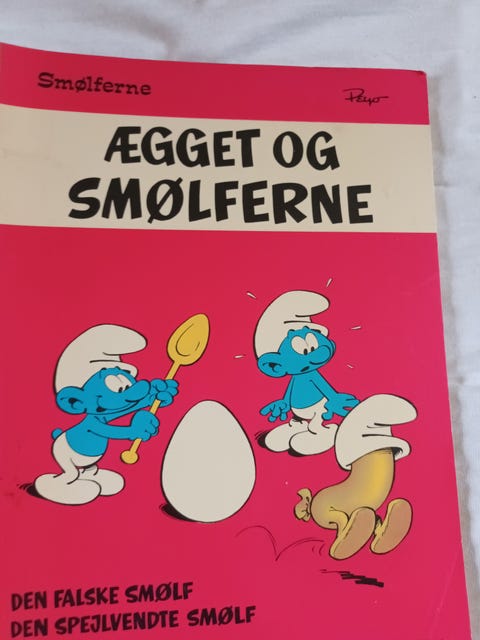 Smølferne
Peyo
ÆGGET OG
SMØLFERNE
DEN FALSKE SMØLF
DEN SPEJLVENDTE SMØLF